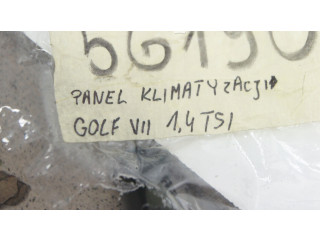 5G190
PANEL KLIMATYZACJI
GOLF VII 1,4 TSI